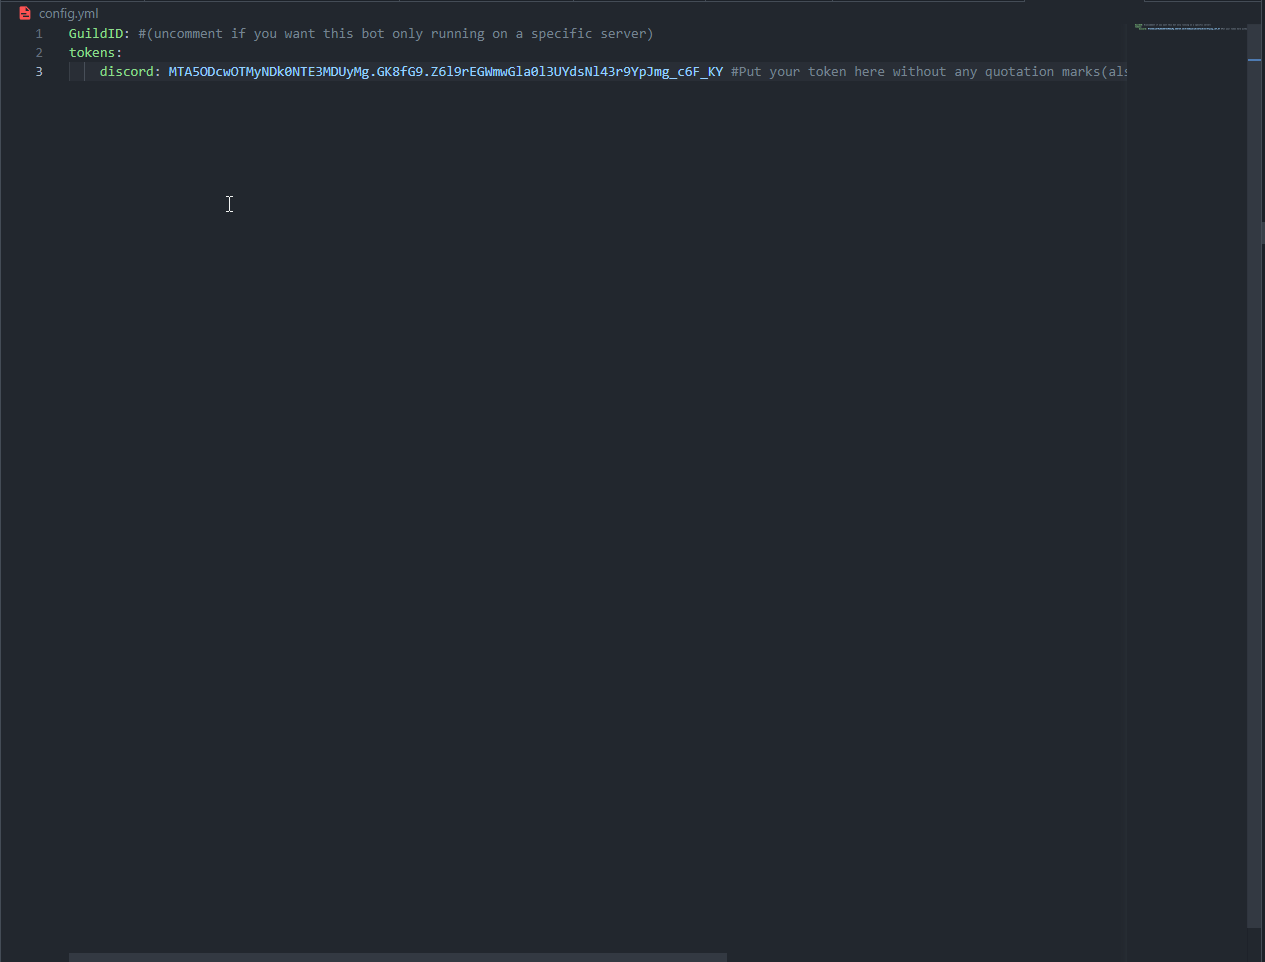 config.yml
1 GuildID: #(uncomment if you want this bot only running on a specific server)
2 tokens:
3 discord: MTA5ODcwOTMyNDk0NTE3MDUyMg.GK8fG9.Z6l9rEGWmwGla0l3UYdsNl43r9YpJmg_c6F_KY #Put your token here without any quotation marks(als